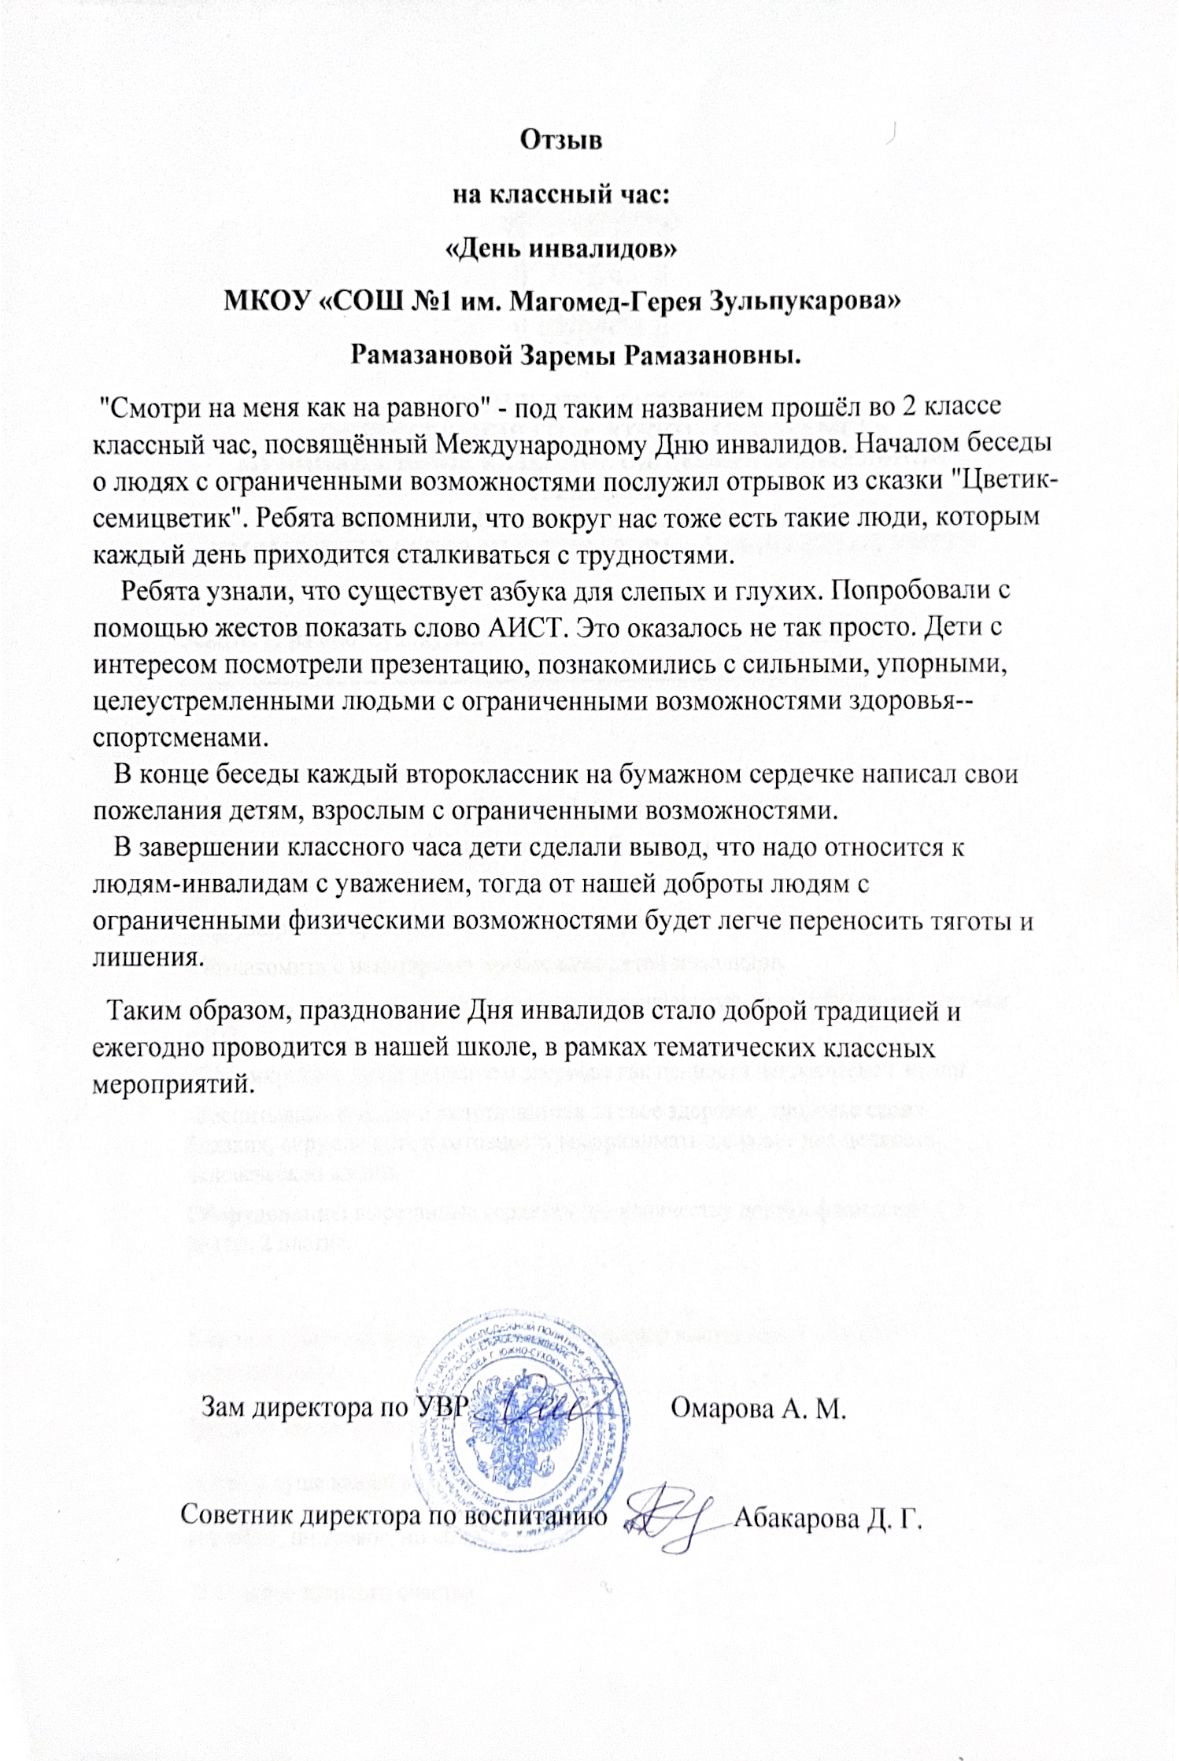 Отзыв
на классный час:
«День инвалидов»
МКОУ «СОШ №1 им. Магомед-Герея Зульпукарова»
Рамазановой Заремы Рамазановны.
"Смотри на меня как на равного" - под таким названием прошёл во 2 классе
классный час, посвящённый Международному Дню инвалидов. Началом беседы
о людях с ограниченными возможностями послужил отрывок из сказки "Цветик-
семицветик". Ребята вспомнили, что вокруг нас тоже есть такие люди, которым
каждый день приходится сталкиваться с трудностями.
Ребята узнали, что существует азбука для слепых и глухих. Попробовали с
помощью жестов показать слово АИСТ. Это оказалось не так просто. Дети с
интересом посмотрели презентацию, познакомились с сильными, упорными,
целеустремленными людьми с ограниченными возможностями здоровья--
спортсменами.
В конце беседы каждый второклассник на бумажном сердечке написал свои
пожелания детям, взрослым с ограниченными возможностями.
В завершении классного часа дети сделали вывод, что надо относится к
людям-инвалидам с уважением, тогда от нашей доброты людям с
ограниченными физическими возможностями будет легче переносить тяготы и
лишения.
Таким образом, празднование Дня инвалидов стало доброй традицией и
ежегодно проводится в нашей школе, в рамках тематических классных
мероприятий.
Зам директора по УВР Омарова А. М.
Советник директора по воспитанию Абакарова Д. Г.